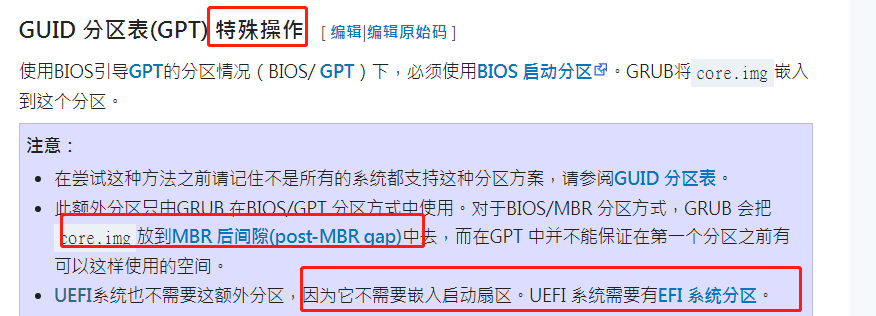 GUID 分区表(GPT) 特殊操作 [ 编辑|编辑原始码 ]
使用BIOS引导GPT的分区情况（BIOS/ GPT）下，必须使用BIOS 启动分区。GRUB将core.img嵌入
到这个分区。
注意：
• 在尝试这种方法之前请记住不是所有的系统都支持这种分区方案，请参阅GUID 分区表。
• 此额外分区只由GRUB 在BIOS/GPT 分区方式中使用。对于BIOS/MBR 分区方式，GRUB 会把
core.img放到MBR 后间隙(post-MBR gap)中去，而在GPT 中并不能保证在第一个分区之前有
可以这样使用的空间。
• UEFI系统也不需要这额外分区，因为它不需要嵌入启动扇区。UEFI 系统需要有EFI 系统分区。